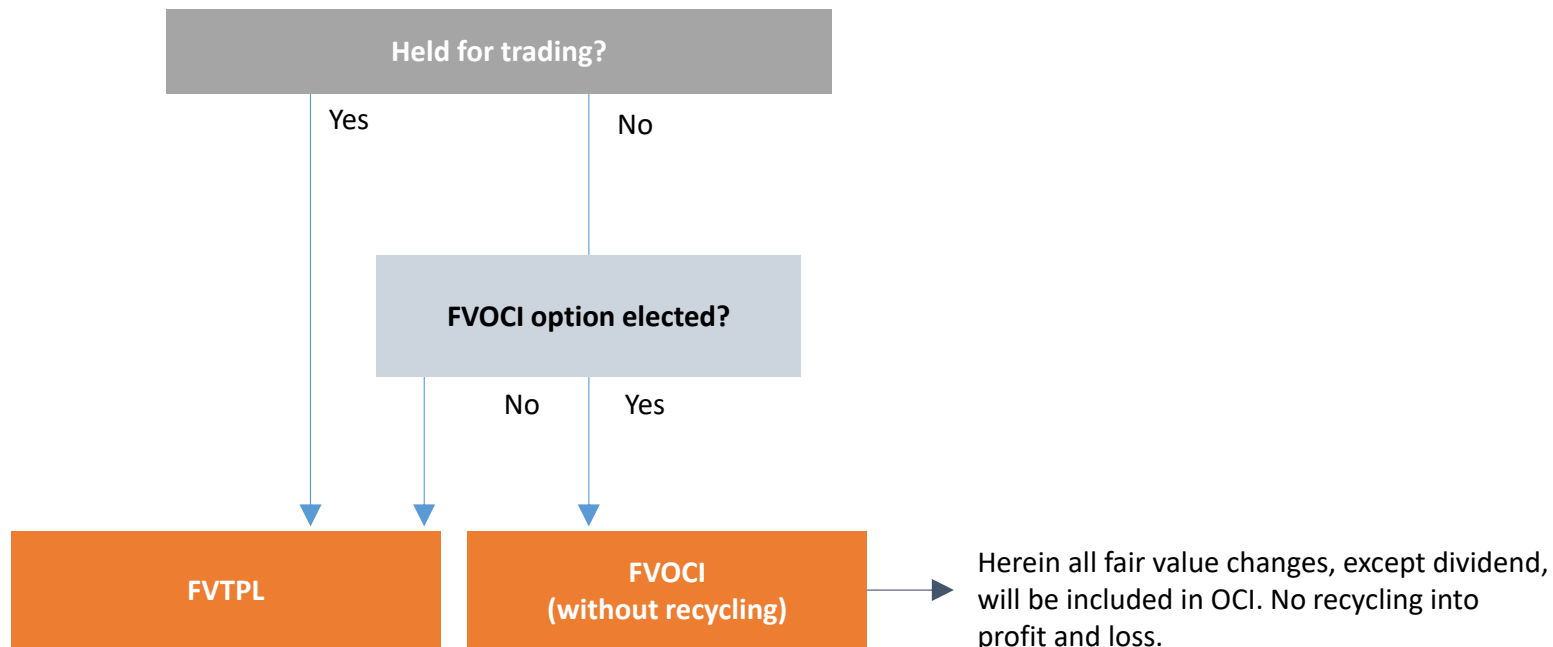 Held for trading?
Yes
No
FVOCI option elected?
No
Yes
FVTPL
FVOCI
(without recycling)
Herein all fair value changes, except dividend,
will be included in OCI. No recycling into
profit and loss.